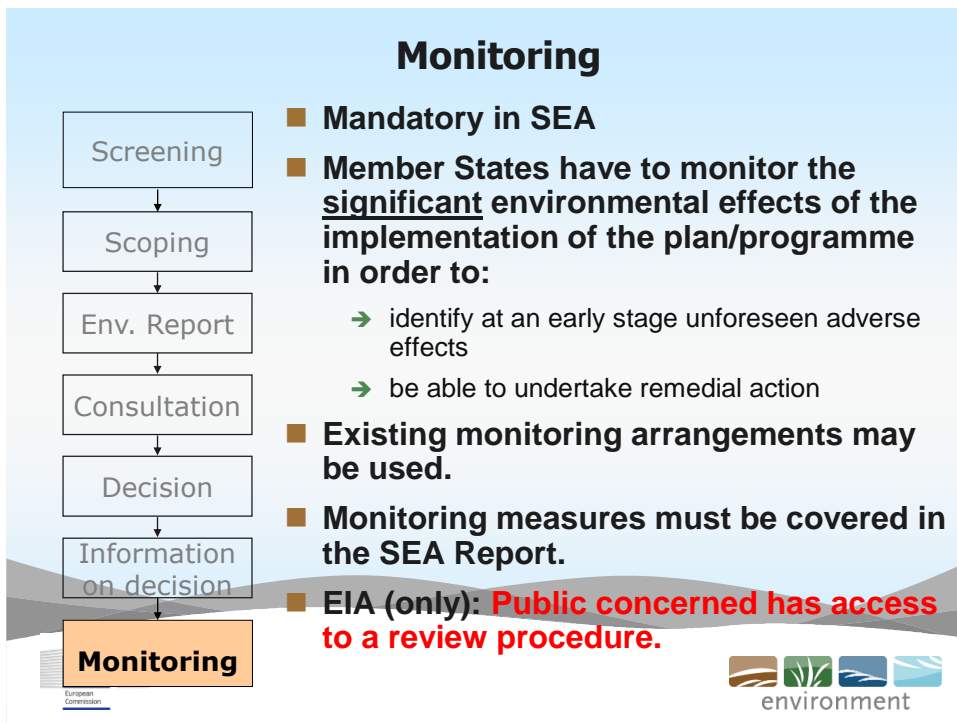 Monitoring
Screening
Scoping
Env. Report
Consultation
Decision
Information
on decision
Monitoring
Mandatory in SEA
Member States have to monitor the
significant environmental effects of the
implementation of the plan/programme
in order to:
identify at an early stage unforeseen adverse
effects
be able to undertake remedial action
Existing monitoring arrangements may
be used.
Monitoring measures must be covered in
the SEA Report.
EIA (only): Public concerned has access
to a review procedure.
European
Commission
environment